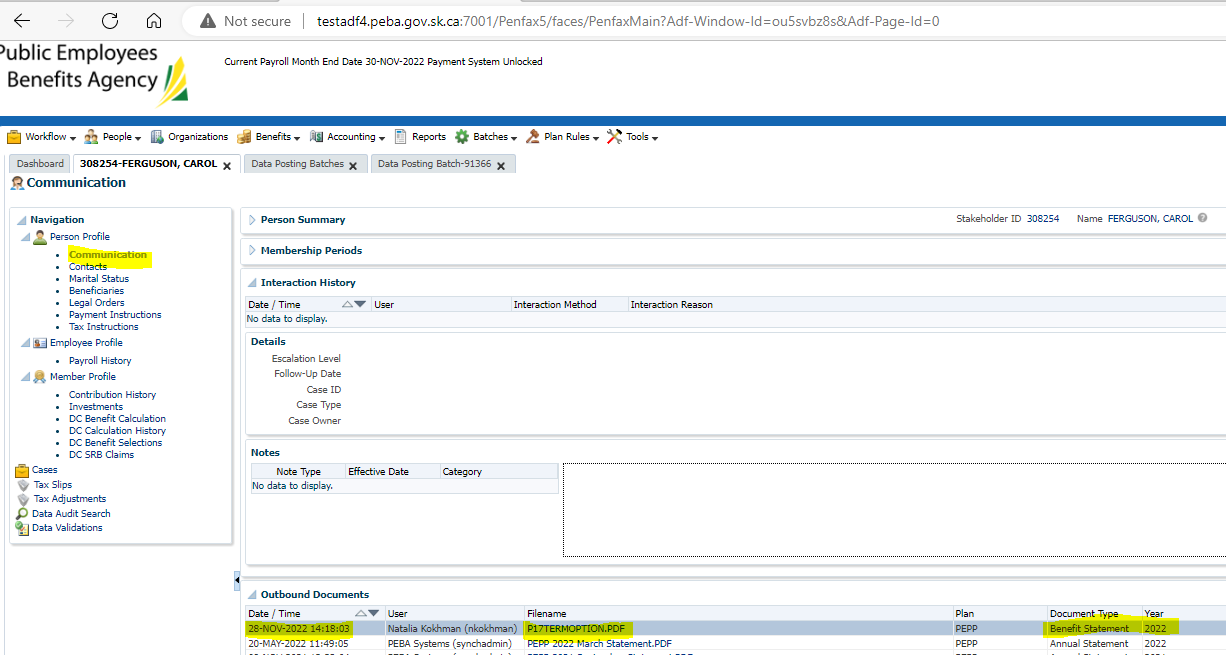 Not secure | testadf4.peba.gov.sk.ca:7001/Penfax5/faces/PenfaxMain?Adf-Window-Id=ou5svbz8s&Adf-Page-Id=0
Public Employees
Benefits Agency
Current Payroll Month End Date 30-NOV-2022 Payment System Unlocked
Workflow People Organizations Benefits Accounting Reports Batches Plan Rules Tools
Dashboard 308254-FERGUSON, CAROL Data Posting Batches Data Posting Batch-91366
Communication
Navigation
Person Profile
Communication
Contacts
Marital Status
Beneficiaries
Legal Orders
Payment Instructions
Tax Instructions
Employee Profile
Payroll History
Member Profile
Contribution History
Investments
DC Benefit Calculation
DC Calculation History
DC Benefit Selections
DC SRB Claims
Cases
Tax Slips
Tax Adjustments
Data Audit Search
Data Validations
Person Summary Stakeholder ID 308254 Name FERGUSON, CAROL
Membership Periods
Interaction History
Date / Time User Interaction Method Interaction Reason
No data to display.
Details
Escalation Level
Follow-Up Date
Case ID
Case Type
Case Owner
Notes
Note Type Effective Date Category
No data to display.
Outbound Documents
Date / Time User Filename Plan Document Type Year
28-NOV-2022 14:18:03 Natalia Kokhman (nkokhman) P17TERMOPTION.PDF PEPP Benefit Statement 2022
20-MAY-2022 11:49:05 PEBA Systems (synchadmin) PEPP 2022 March Statement.PDF PEPP Annual Statement 2022